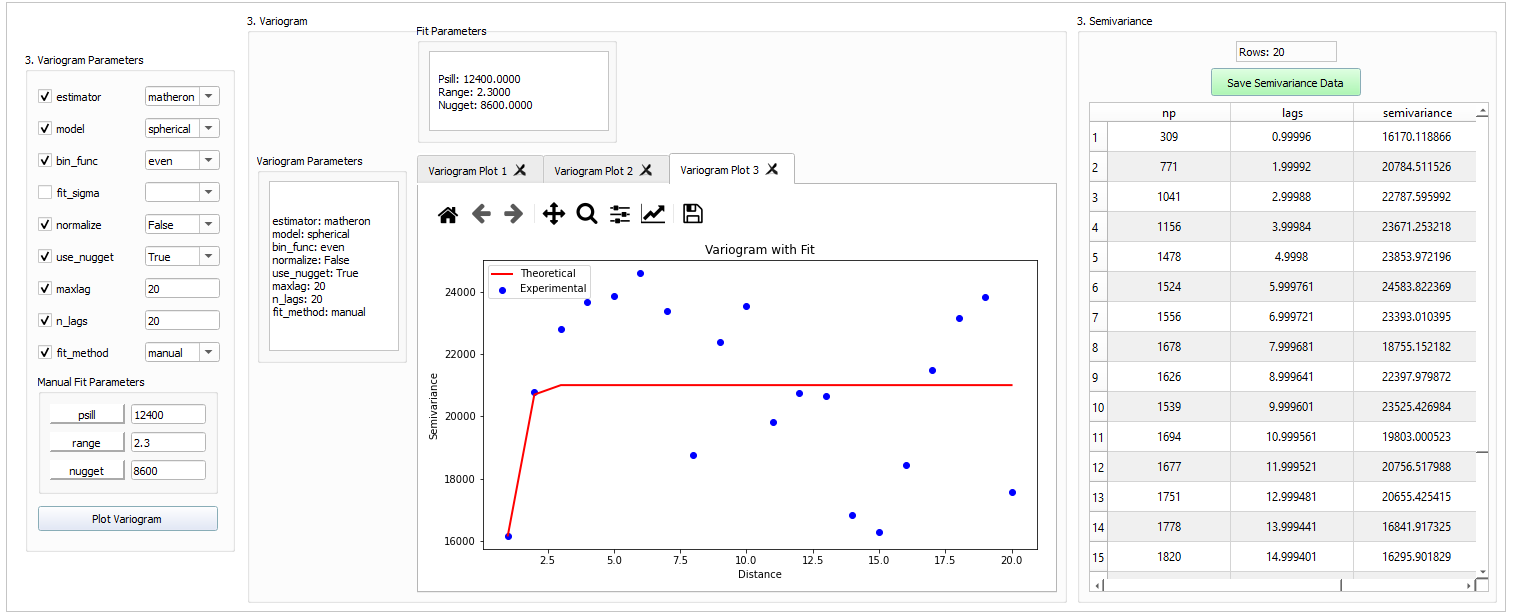 3. Variogram Parameters
estimator matheron
model spherical
bin_func even
fit_sigma
normalize False
use_nugget True
maxlag 20
n_lags 20
fit_method manual
Manual Fit Parameters
psill 12400
range 2.3
nugget 8600
Plot Variogram
3. Variogram
Fit Parameters
Psill: 12400.0000
Range: 2.3000
Nugget: 8600.0000
Variogram Parameters
estimator: matheron
model: spherical
bin_func: even
normalize: False
use_nugget: True
maxlag: 20
n_lags: 20
fit_method: manual
Variogram Plot 1 Variogram Plot 2 Variogram Plot 3
Variogram with Fit
Theoretical
Experimental
Semivariance
24000
22000
20000
18000
16000
2.5 5.0 7.5 10.0 12.5 15.0 17.5 20.0
Distance
3. Semivariance
Rows: 20
Save Semivariance Data
np lags semivariance
1 309 0.99996 16170.118866
2 771 1.99992 20784.511526
3 1041 2.99988 22787.595992
4 1156 3.99984 23671.253218
5 1478 4.9998 23853.972196
6 1524 5.999761 24583.822369
7 1556 6.999721 23393.010395
8 1678 7.999681 18755.152182
9 1626 8.999641 22397.979872
10 1539 9.999601 23525.426984
11 1694 10.999561 19803.000523
12 1677 11.999521 20756.517988
13 1751 12.999481 20655.425415
14 1778 13.999441 16841.917325
15 1820 14.999401 16295.901829